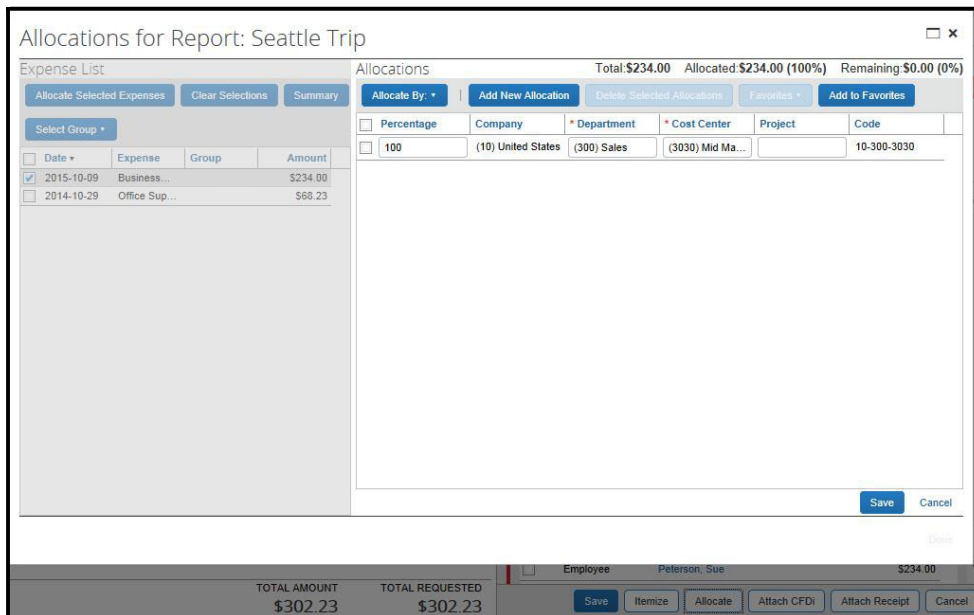 Allocations for Report: Seattle Trip
Expense List
Allocate Selected Expenses Clear Selections Summary
Select Group
Date Expense Group Amount
2015-10-09 Business... $234.00
2014-10-29 Office Sup... $68.23
Allocations Total:$234.00 Allocated:$234.00 (100%) Remaining:$0.00 (0%)
Allocate By: Add New Allocation Delete Selected Allocations Favorites Add to Favorites
Percentage Company * Department * Cost Center Project Code
100 (10) United States (300) Sales (3030) Mid Ma... 10-300-3030
Save Cancel
Done
Employee Peterson, Sue $234.00
TOTAL AMOUNT TOTAL REQUESTED
$302.23 $302.23
Save Itemize Allocate Attach CFDi Attach Receipt Cancel